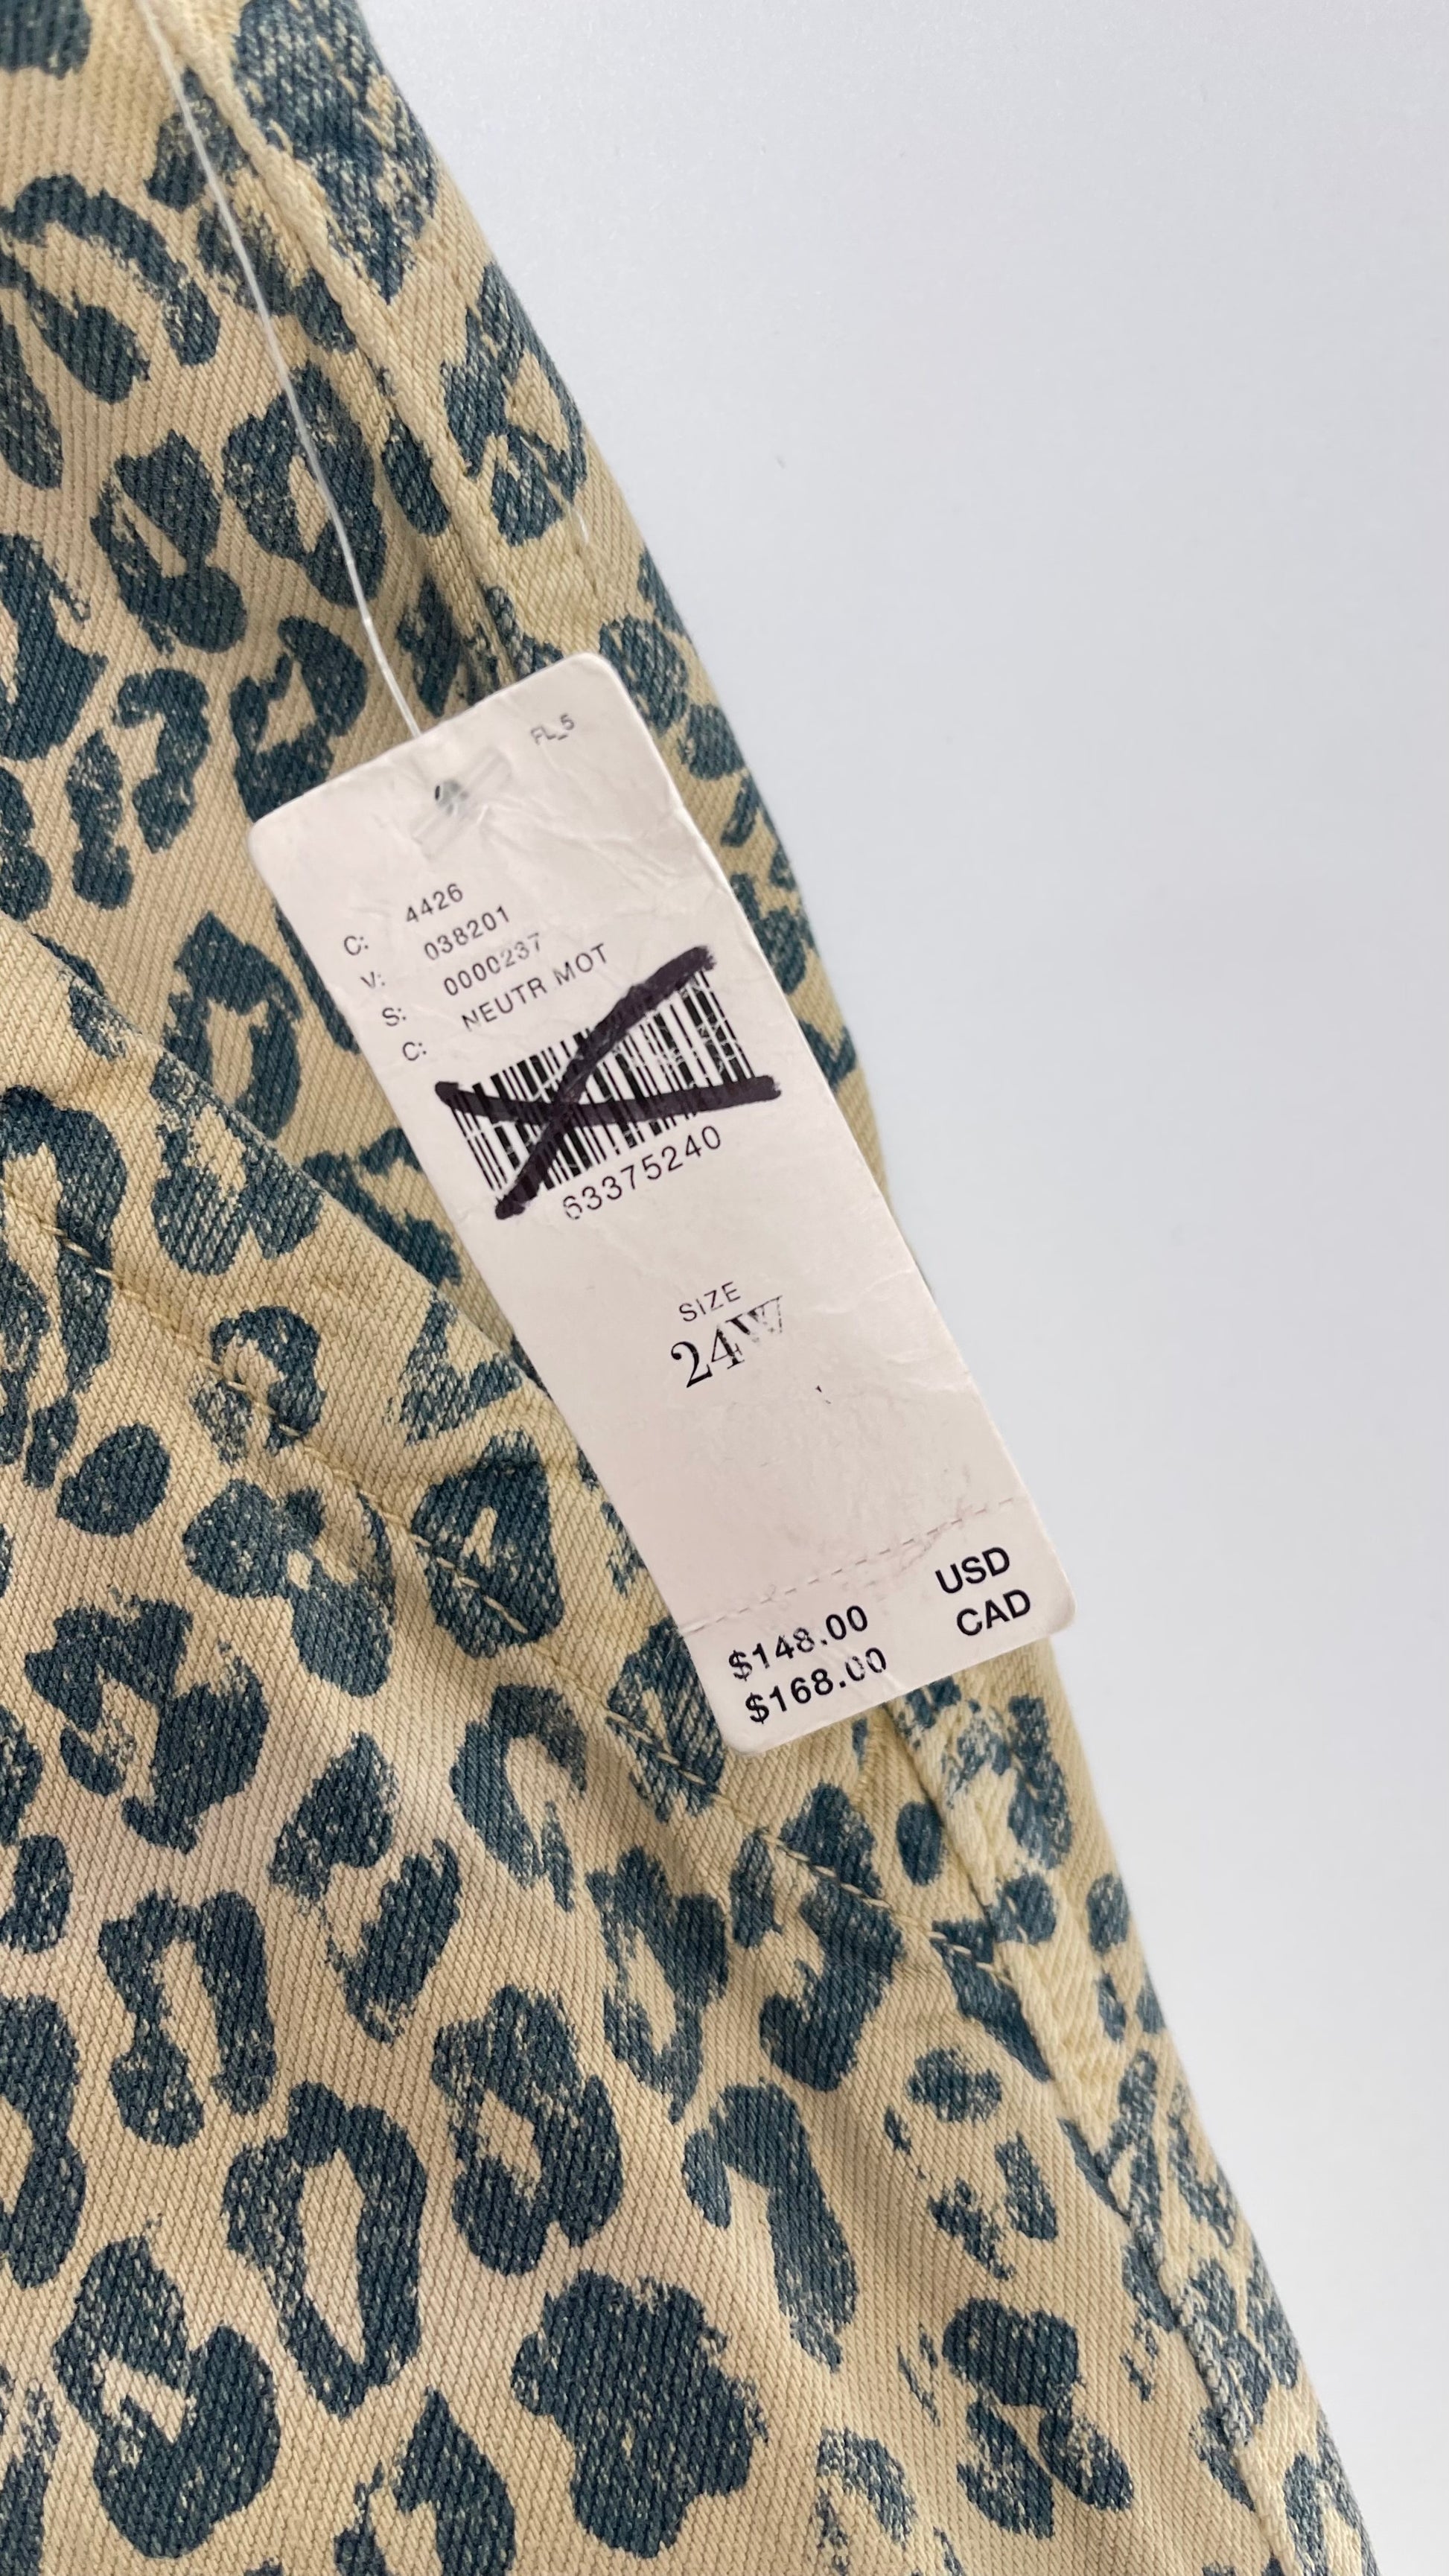 FL_5
C: 4426
V: 038201
S: 0000237
C: NEUTR MOT
63375240
SIZE
24W
$148.00 USD
$168.00 CAD